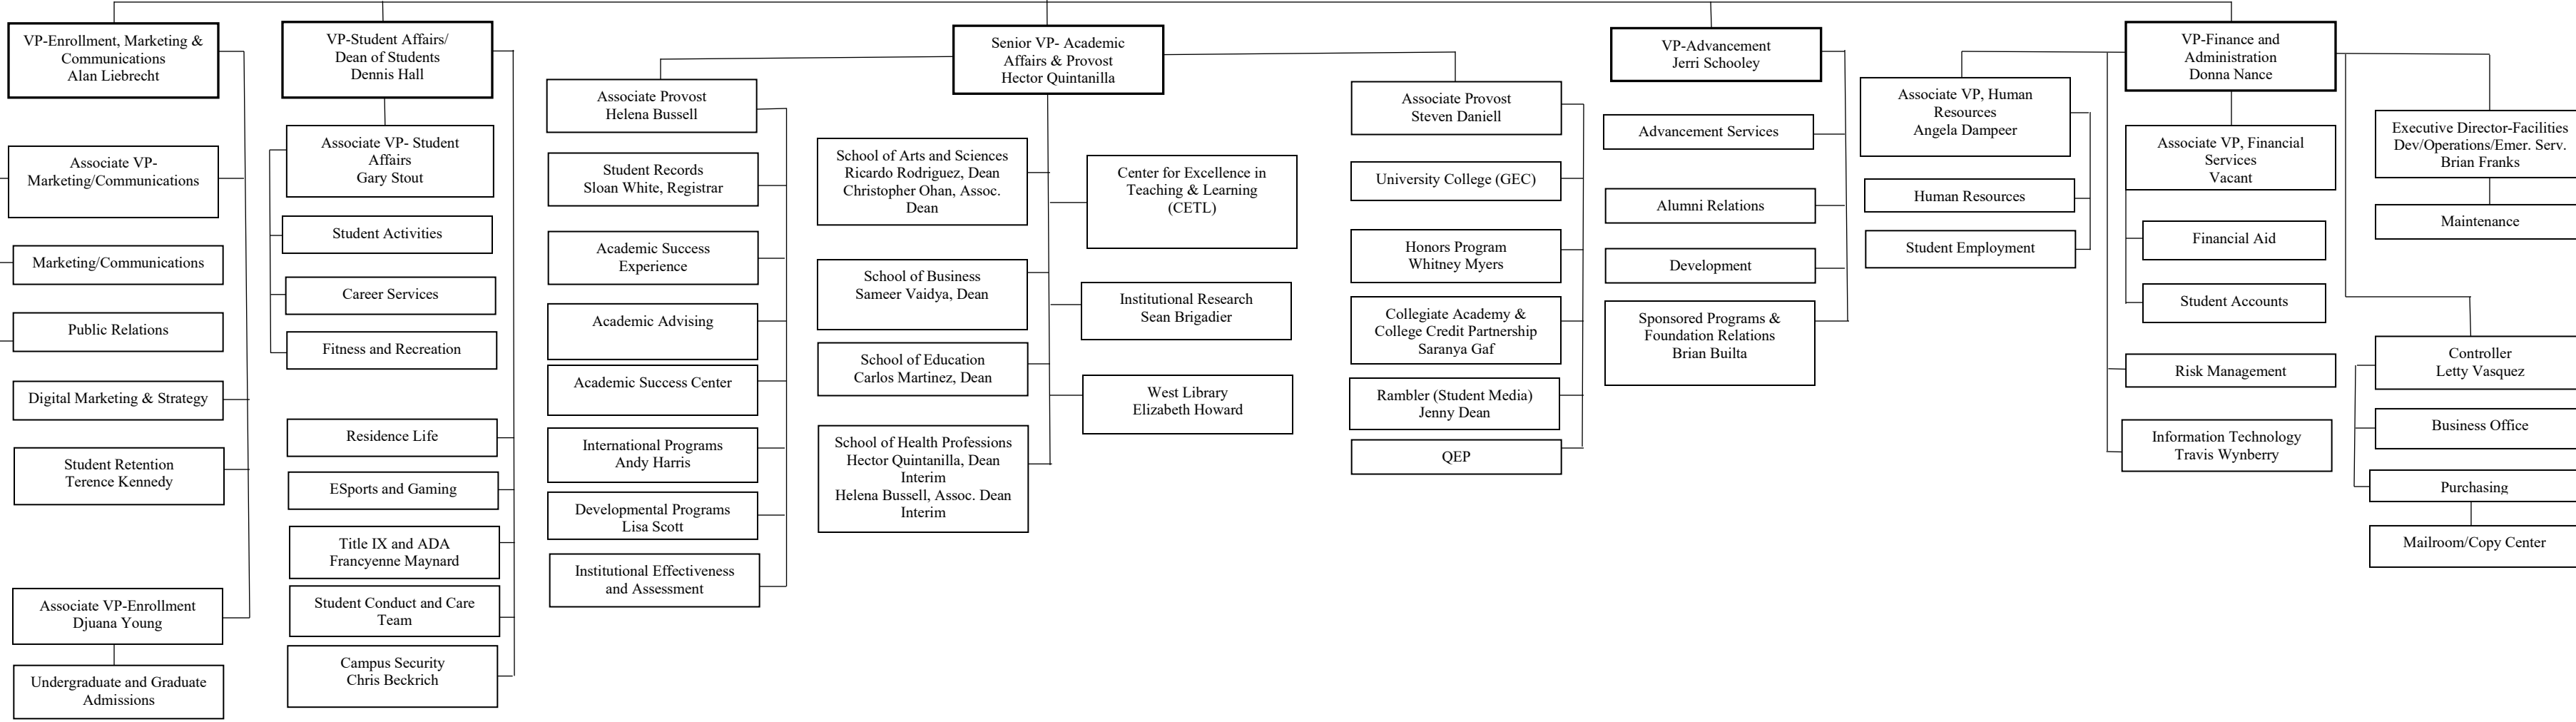 VP-Enrollment, Marketing &
Communications
Alan Liebrecht
Associate VP-
Marketing/Communications
Marketing/Communications
Public Relations
Digital Marketing & Strategy
Student Retention
Terence Kennedy
Associate VP-Enrollment
Djuana Young
Undergraduate and Graduate
Admissions
VP-Student Affairs/
Dean of Students
Dennis Hall
Associate VP- Student
Affairs
Gary Stout
Student Activities
Career Services
Fitness and Recreation
Residence Life
ESports and Gaming
Title IX and ADA
Francyenne Maynard
Student Conduct and Care
Team
Campus Security
Chris Beckrich
Senior VP- Academic
Affairs & Provost
Hector Quintanilla
Associate Provost
Helena Bussell
Student Records
Sloan White, Registrar
Academic Success
Experience
Academic Advising
Academic Success Center
International Programs
Andy Harris
Developmental Programs
Lisa Scott
Institutional Effectiveness
and Assessment
School of Arts and Sciences
Ricardo Rodriguez, Dean
Christopher Ohan, Assoc.
Dean
School of Business
Sameer Vaidya, Dean
School of Education
Carlos Martinez, Dean
School of Health Professions
Hector Quintanilla, Dean
Interim
Helena Bussell, Assoc. Dean
Interim
Center for Excellence in
Teaching & Learning
(CETL)
Institutional Research
Sean Brigadier
West Library
Elizabeth Howard
Associate Provost
Steven Daniell
University College (GEC)
Honors Program
Whitney Myers
Collegiate Academy &
College Credit Partnership
Saranya Gaf
Rambler (Student Media)
Jenny Dean
QEP
VP-Advancement
Jerri Schooley
Advancement Services
Alumni Relations
Development
Sponsored Programs &
Foundation Relations
Brian Builta
VP-Finance and
Administration
Donna Nance
Associate VP, Human
Resources
Angela Dampeer
Human Resources
Student Employment
Associate VP, Financial
Services
Vacant
Financial Aid
Student Accounts
Risk Management
Information Technology
Travis Wynberry
Executive Director-Facilities
Dev/Operations/Emer. Serv.
Brian Franks
Maintenance
Controller
Letty Vasquez
Business Office
Purchasing
Mailroom/Copy Center